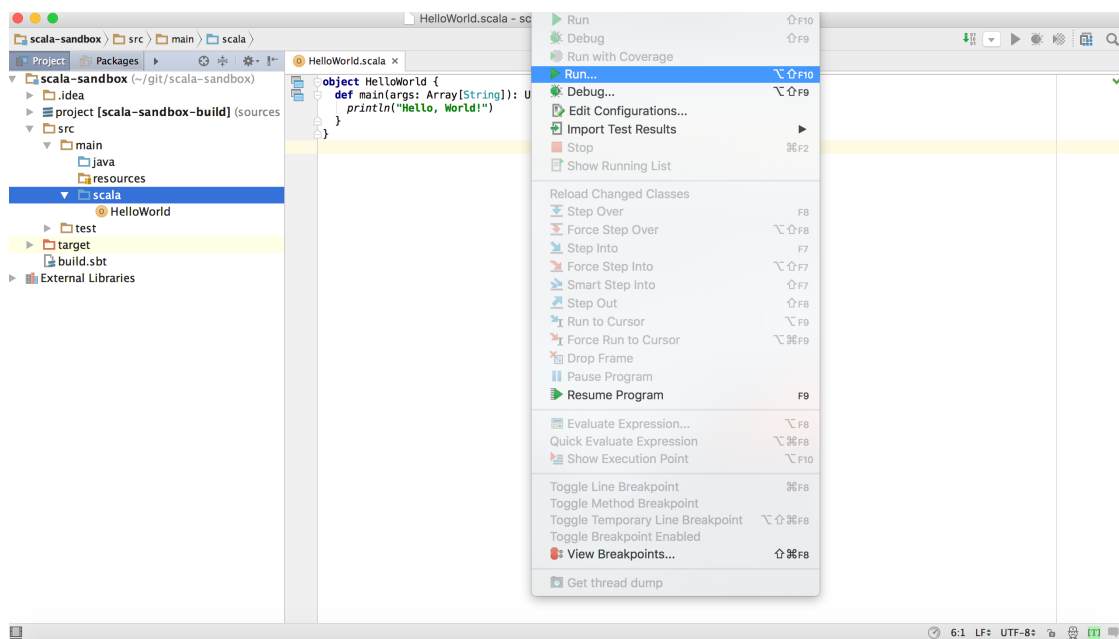 HelloWorld.scala - sc
scala-sandbox src main scala
Project Packages
HelloWorld.scala
scala-sandbox (~/git/scala-sandbox)
.idea
project [scala-sandbox-build] (sources
src
main
java
resources
scala
HelloWorld
test
target
build.sbt
External Libraries
object HelloWorld {
def main(args: Array[String]): U
println("Hello, World!")
}
}
Run ⇧F10
Debug ⇧F9
Run with Coverage
Run... ⌥⇧F10
Debug... ⌥⇧F9
Edit Configurations...
Import Test Results
Stop ⌘F2
Show Running List
Reload Changed Classes
Step Over F8
Force Step Over ⌥⇧F8
Step Into F7
Force Step Into ⌥⇧F7
Smart Step Into ⇧F7
Step Out ⇧F8
Run to Cursor ⌥F9
Force Run to Cursor ⌥⌘F9
Drop Frame
Pause Program
Resume Program F9
Evaluate Expression... ⌥F8
Quick Evaluate Expression ⌥⌘F8
Show Execution Point ⌥F10
Toggle Line Breakpoint ⌘F8
Toggle Method Breakpoint
Toggle Temporary Line Breakpoint ⌥⇧⌘F8
Toggle Breakpoint Enabled
View Breakpoints... ⇧⌘F8
Get thread dump
6:1 LF UTF-8 [T]